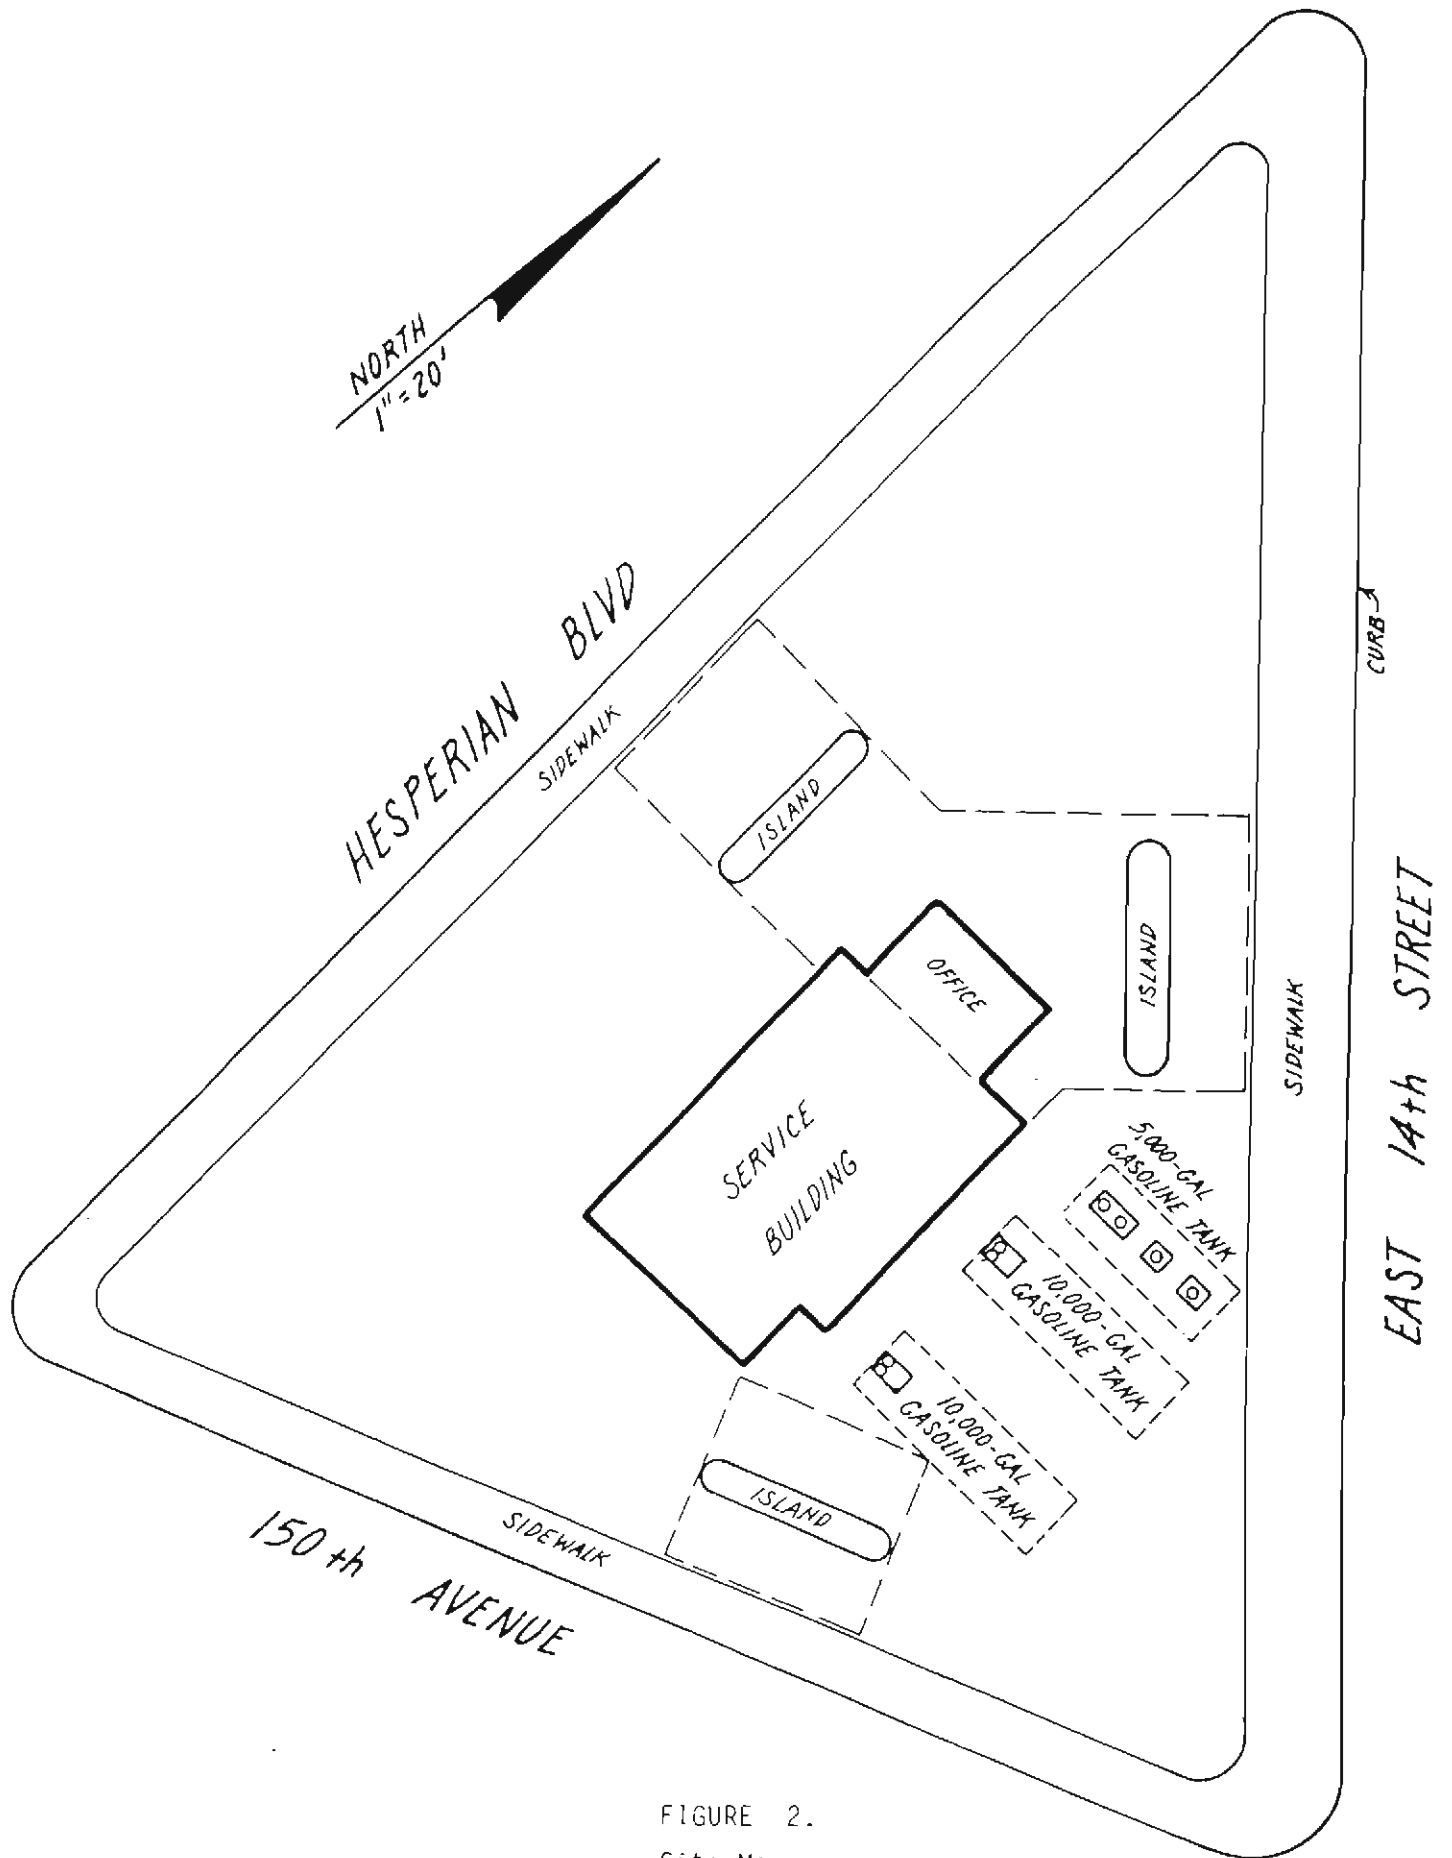 NORTH
1" = 20'
HESPERIAN BLVD
SIDEWALK
CURB
ISLAND
ISLAND
OFFICE
EAST 14th STREET
SIDEWALK
SERVICE
BUILDING
5,000-GAL
GASOLINE TANK
10,000-GAL
GASOLINE TANK
10,000-GAL
GASOLINE TANK
ISLAND
SIDEWALK
150th AVENUE
FIGURE 2.